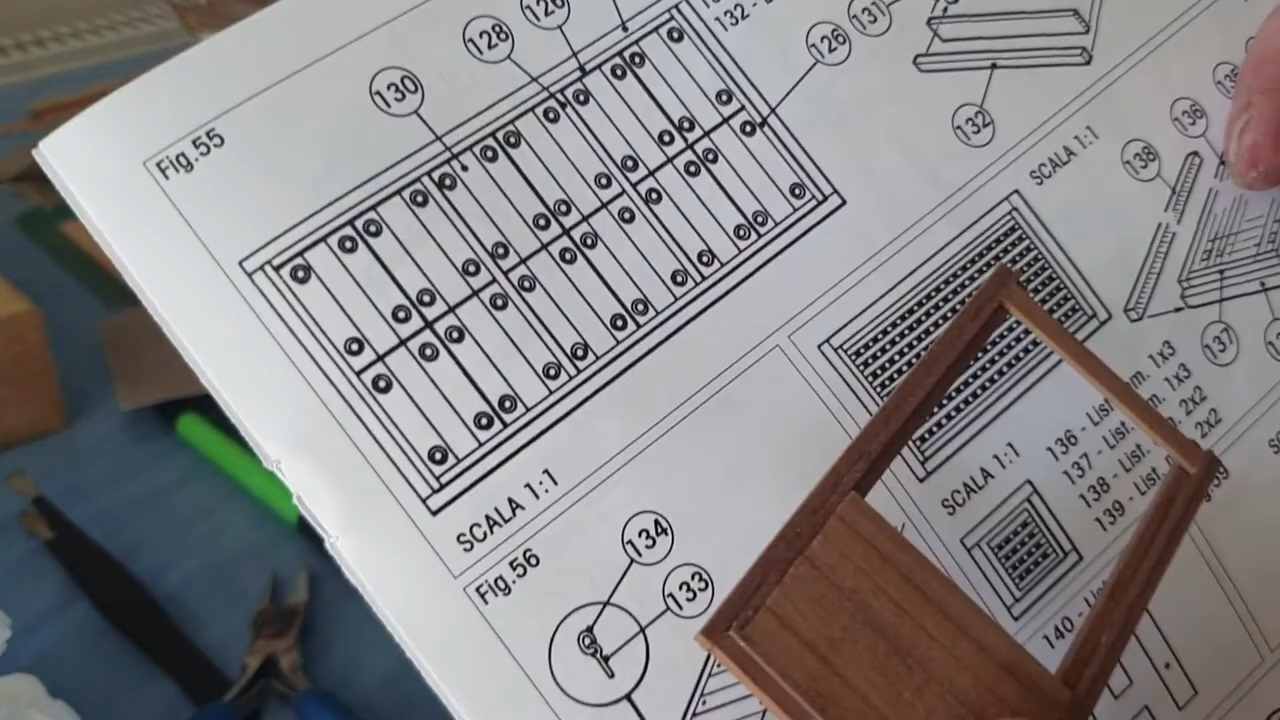 Fig.55
130
128
126
132 -
126
131
132
SCALA 1:1
138
136
137
SCALA 1:1
Fig.56
134
133
SCALA 1:1
136 - List m. 1x3
137 - List. m. 1x3
138 - List. 2x2
139 - List. 2x2
140 -